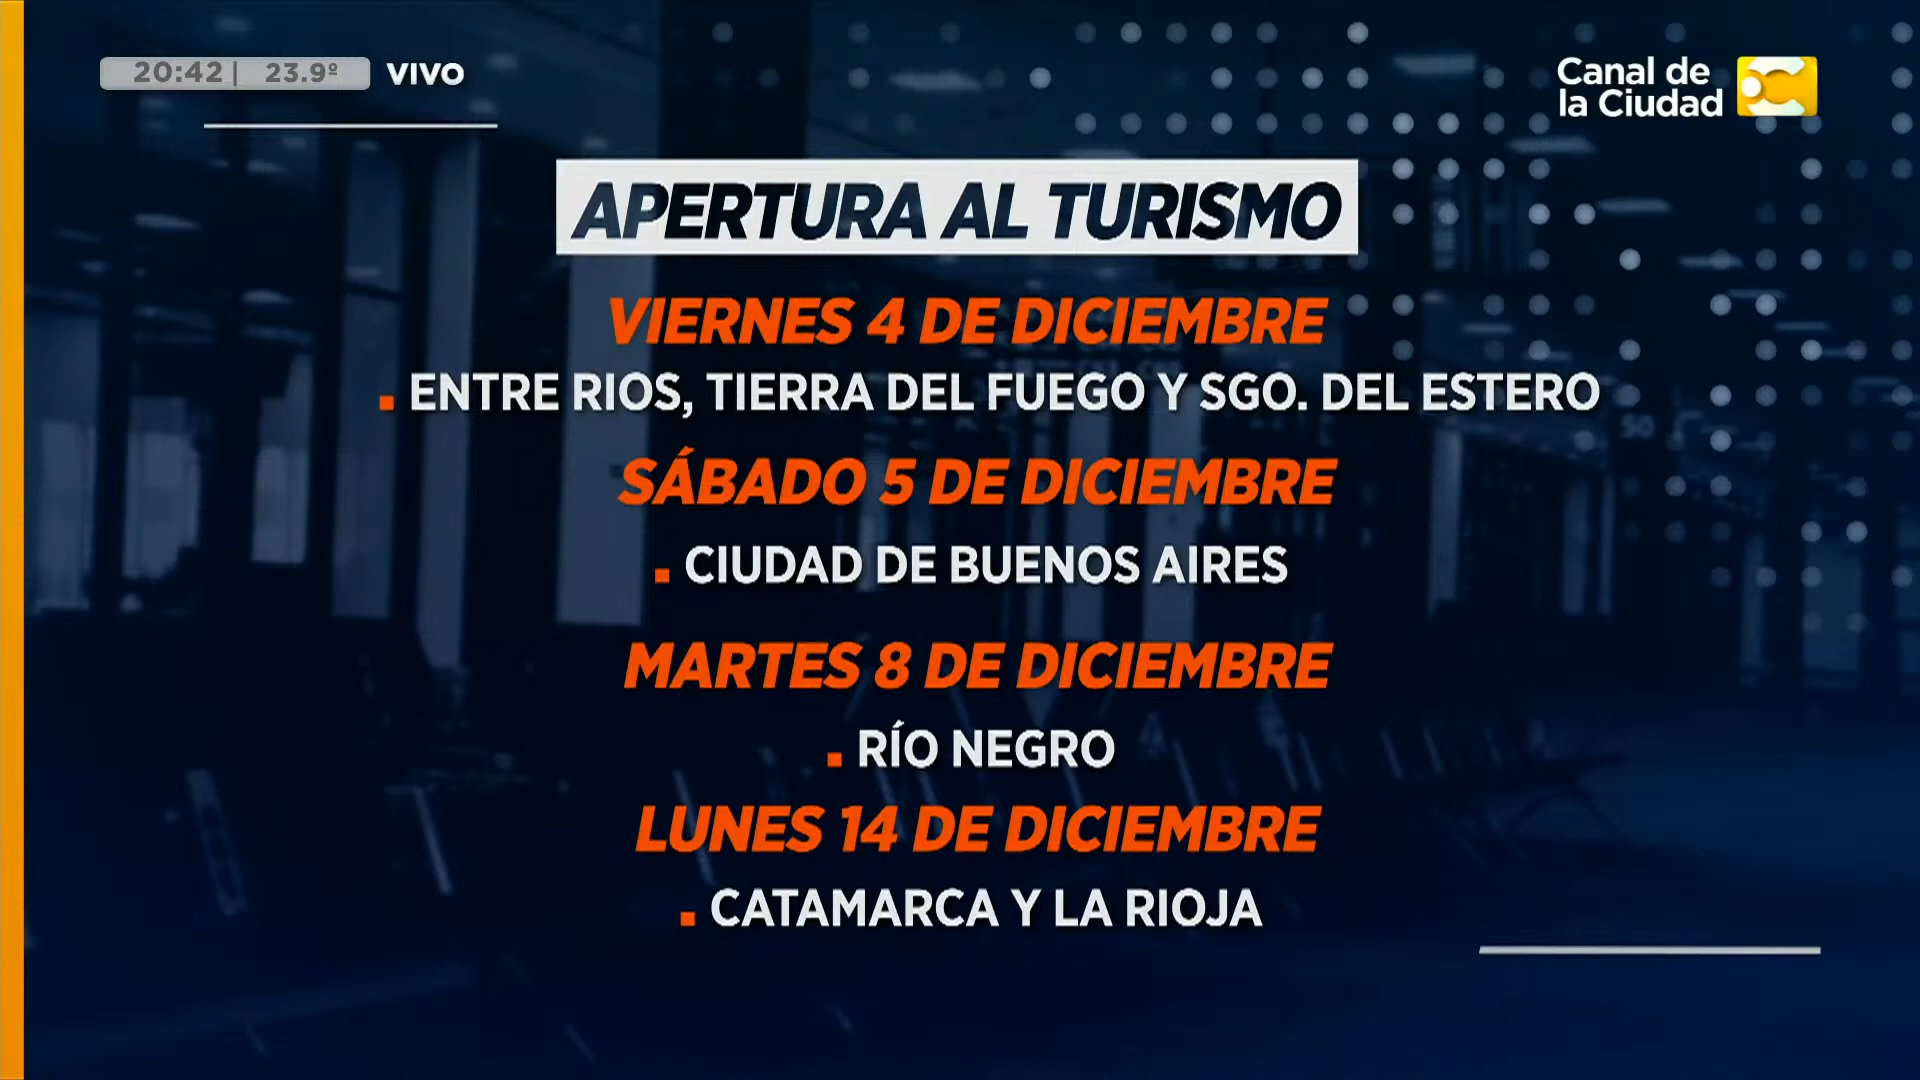 20:42 | 23.9º VIVO
Canal de
la Ciudad
APERTURA AL TURISMO
VIERNES 4 DE DICIEMBRE
. ENTRE RIOS, TIERRA DEL FUEGO Y SGO. DEL ESTERO
SÁBADO 5 DE DICIEMBRE
. CIUDAD DE BUENOS AIRES
MARTES 8 DE DICIEMBRE
. RÍO NEGRO
LUNES 14 DE DICIEMBRE
. CATAMARCA Y LA RIOJA